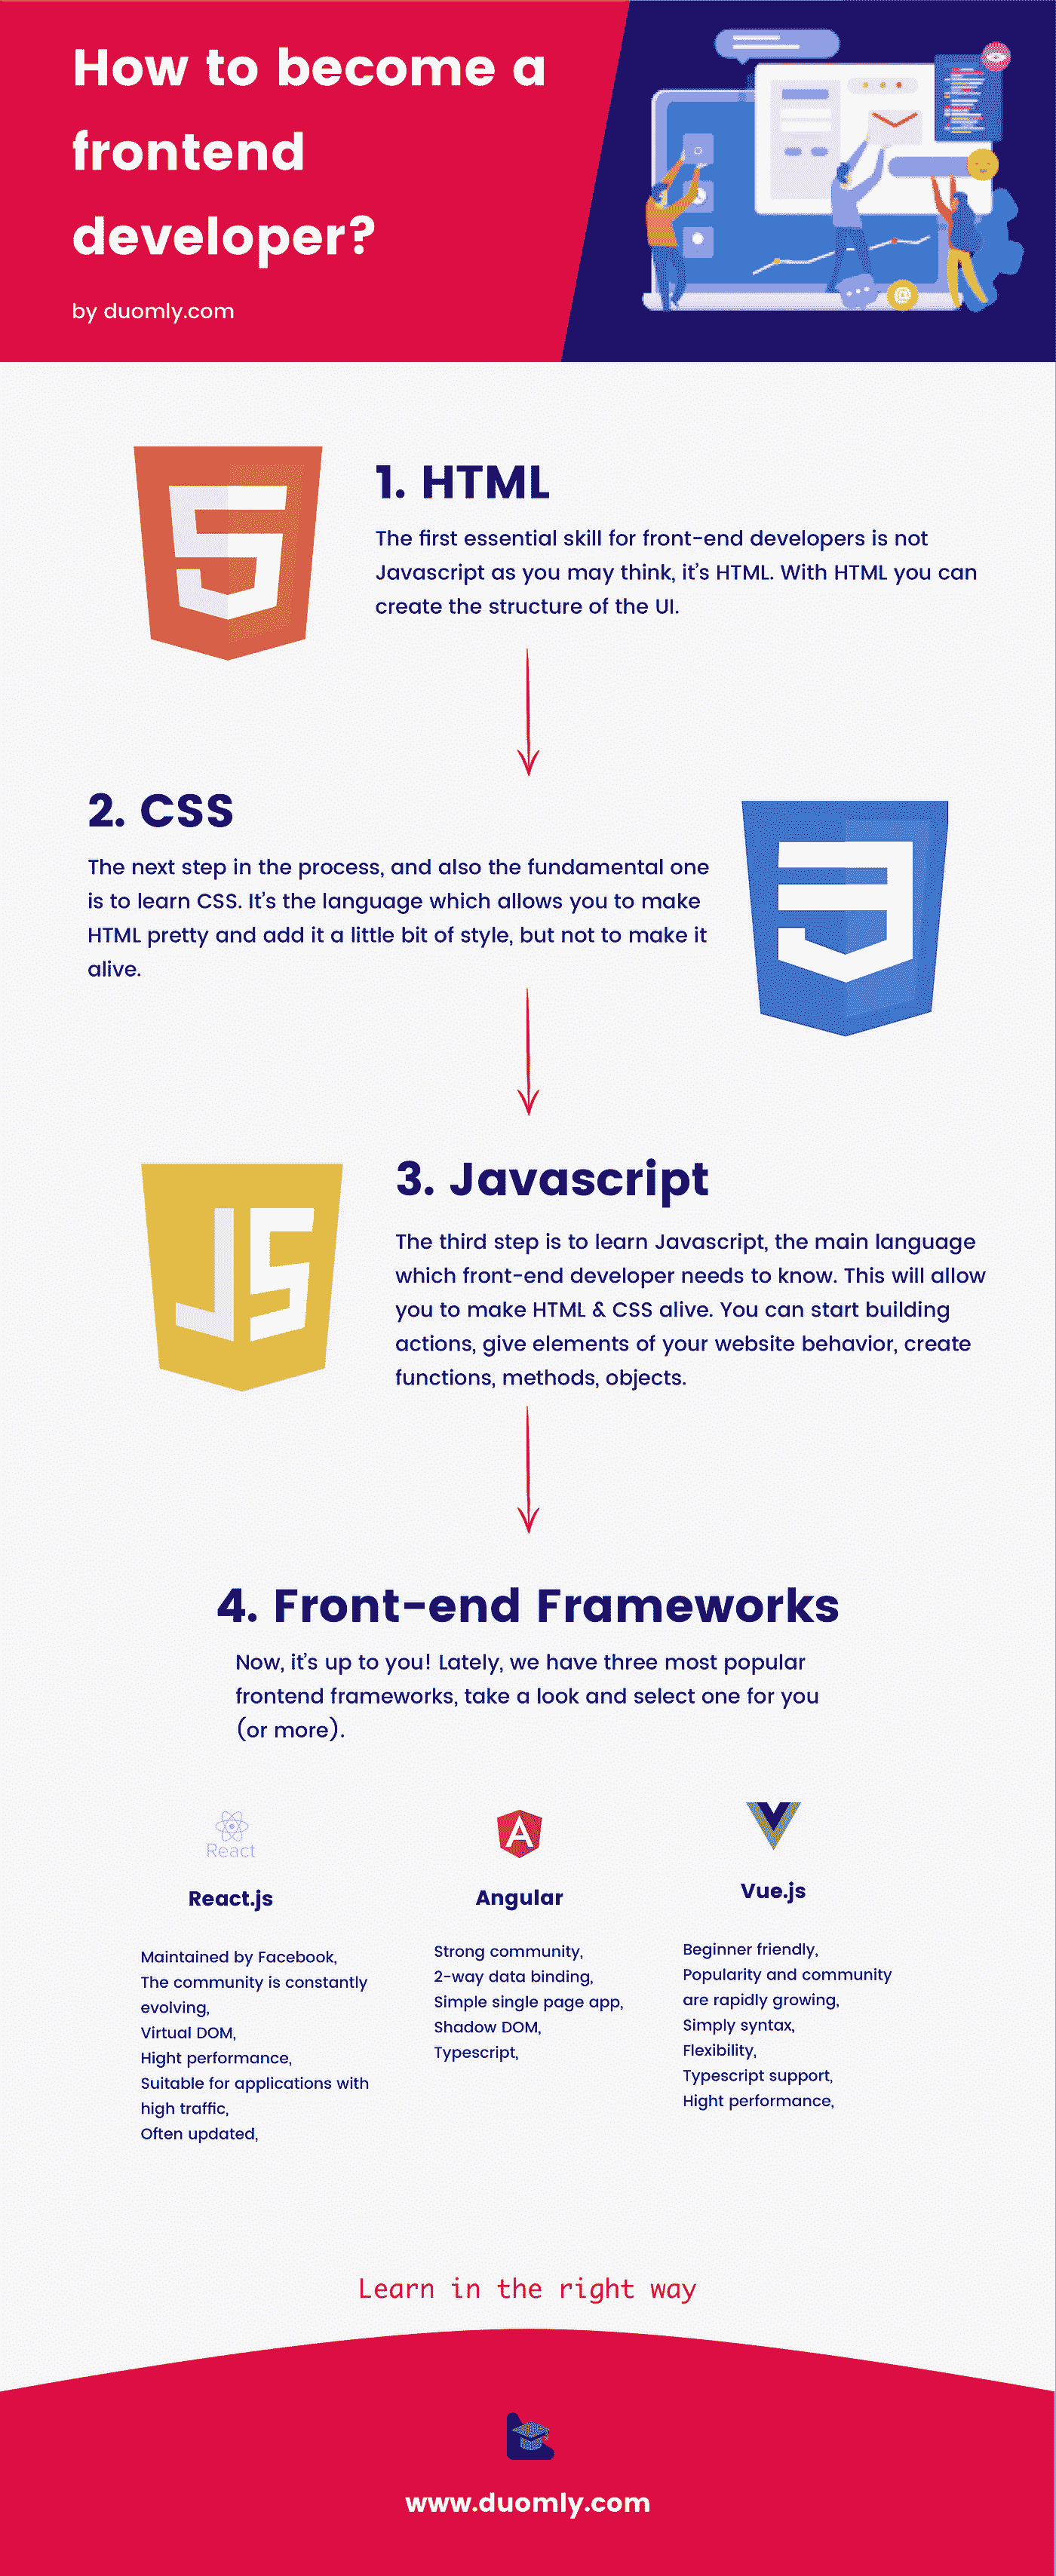 How to become a
frontend
developer?
by duomly.com
1. HTML
The first essential skill for front-end developers is not
Javascript as you may think, it's HTML. With HTML you can
create the structure of the UI.
2. CSS
The next step in the process, and also the fundamental one
is to learn CSS. It's the language which allows you to make
HTML pretty and add it a little bit of style, but not to make it
alive.
JS
3. Javascript
The third step is to learn Javascript, the main language
which front-end developer needs to know. This will allow
you to make HTML & CSS alive. You can start building
actions, give elements of your website behavior, create
functions, methods, objects.
4. Front-end Frameworks
Now, it's up to you! Lately, we have three most popular
frontend frameworks, take a look and select one for you
(or more).
React
React.js
Maintained by Facebook,
The community is constantly
evolving,
Virtual DOM,
Hight performance,
Suitable for applications with
high traffic,
Often updated,
A
Angular
Strong community,
2-way data binding,
Simple single page app,
Shadow DOM,
Typescript,
Vue.js
Beginner friendly,
Popularity and community
are rapidly growing,
Simply syntax,
Flexibility,
Typescript support,
Hight performance,
Learn in the right way
www.duomly.com